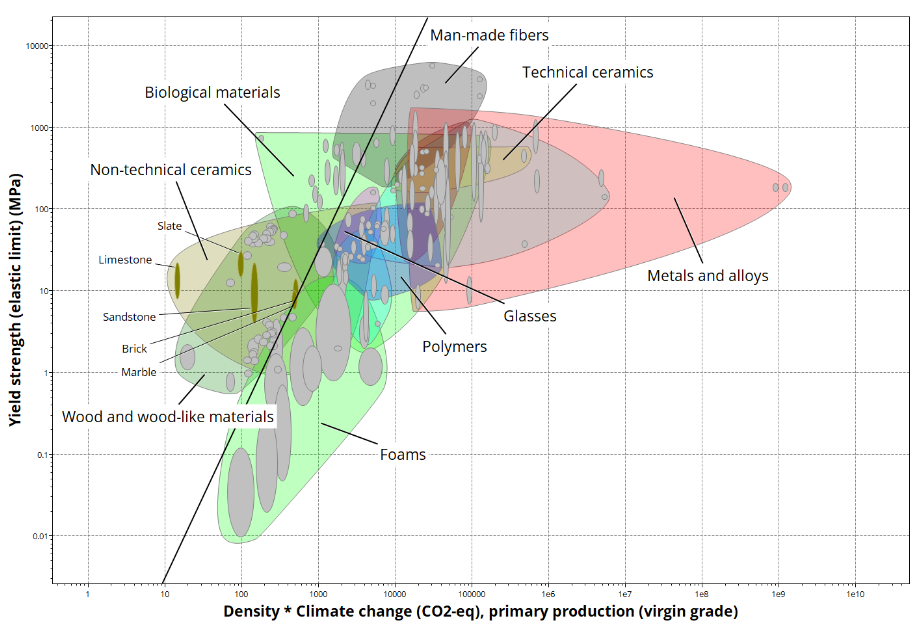 Man-made fibers
10000
Technical ceramics
Biological materials
1000
Non-technical ceramics
100
Slate
Limestone
Metals and alloys
10
Sandstone
Glasses
Brick
Polymers
1
Marble
Wood and wood-like materials
Foams
0.1
0.01
Yield strength (elastic limit) (MPa)
1 10 100 1000 10000 100000 1e6 1e7 1e8 1e9 1e10
Density * Climate change (CO2-eq), primary production (virgin grade)